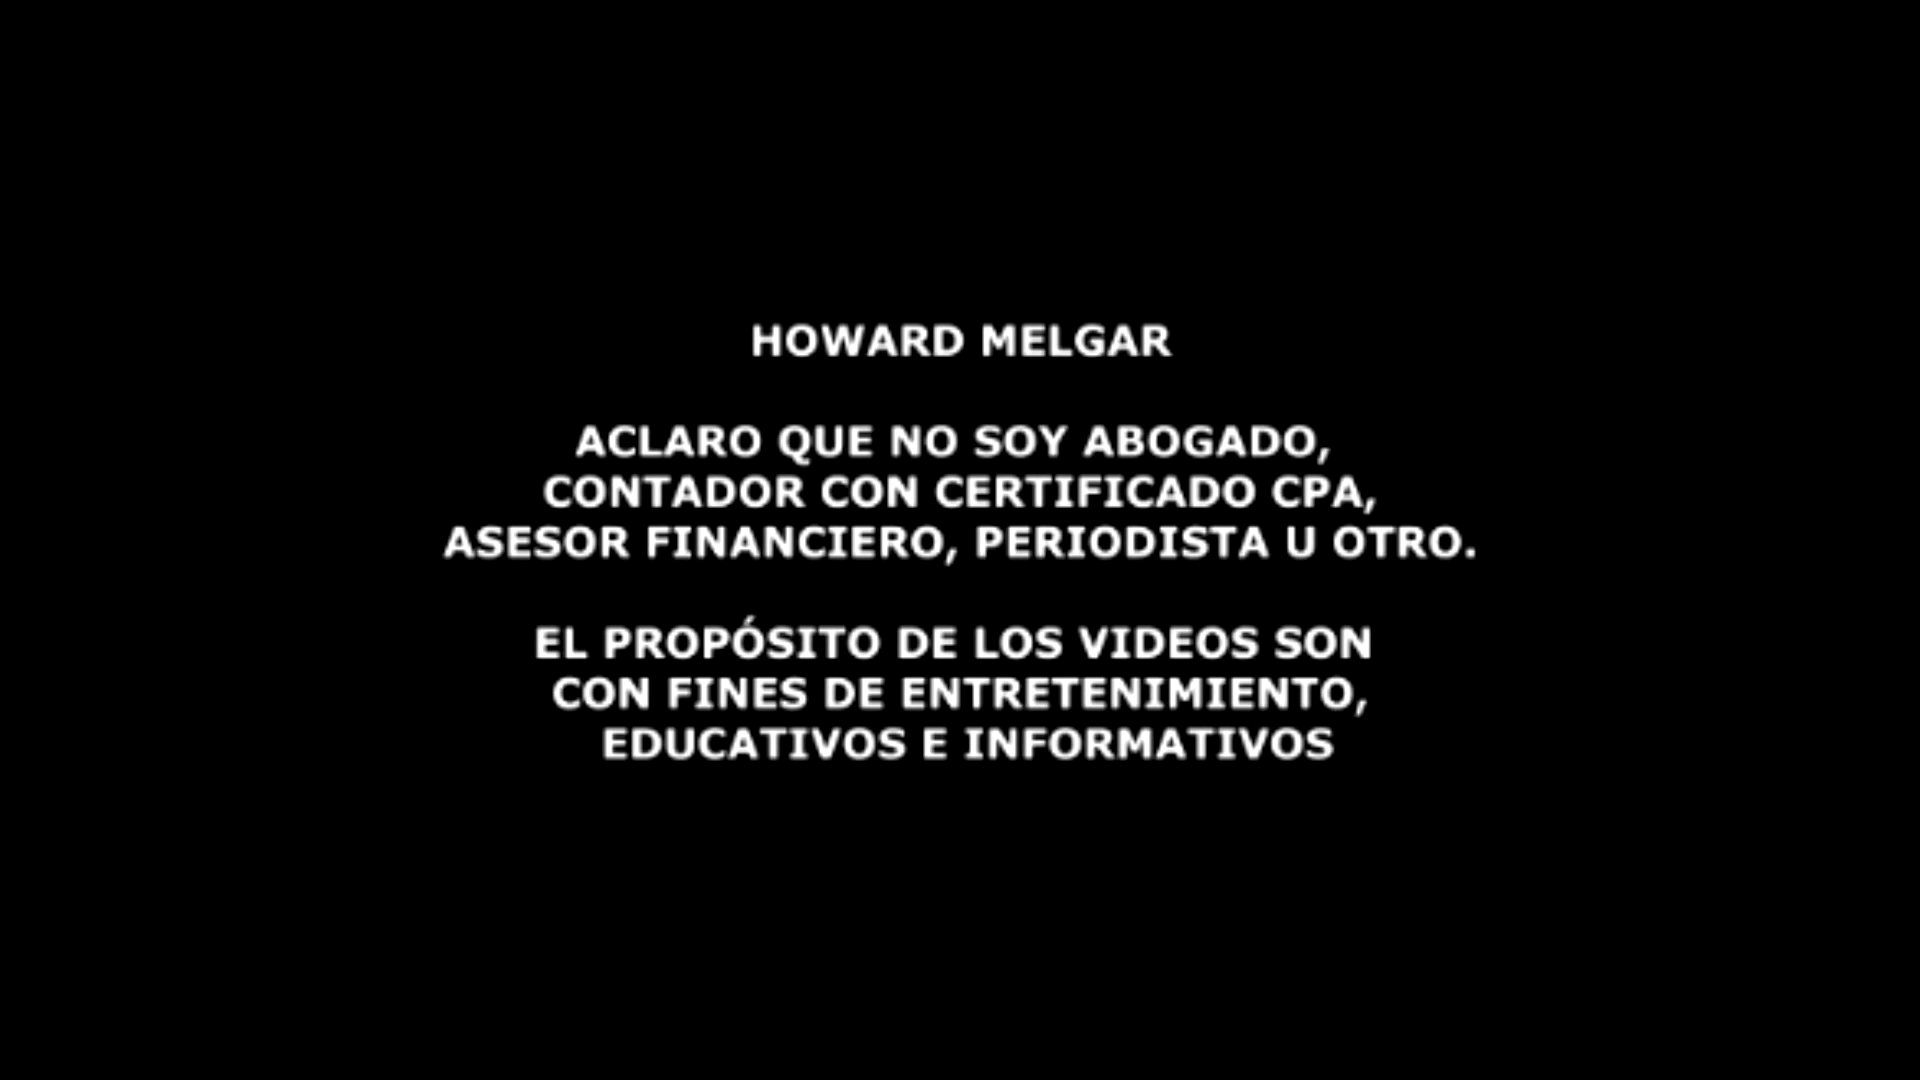 HOWARD MELGAR
ACLARO QUE NO SOY ABOGADO,
CONTADOR CON CERTIFICADO CPA,
ASESOR FINANCIERO, PERIODISTA U OTRO.
EL PROPÓSITO DE LOS VIDEOS SON
CON FINES DE ENTRETENIMIENTO,
EDUCATIVOS E INFORMATIVOS